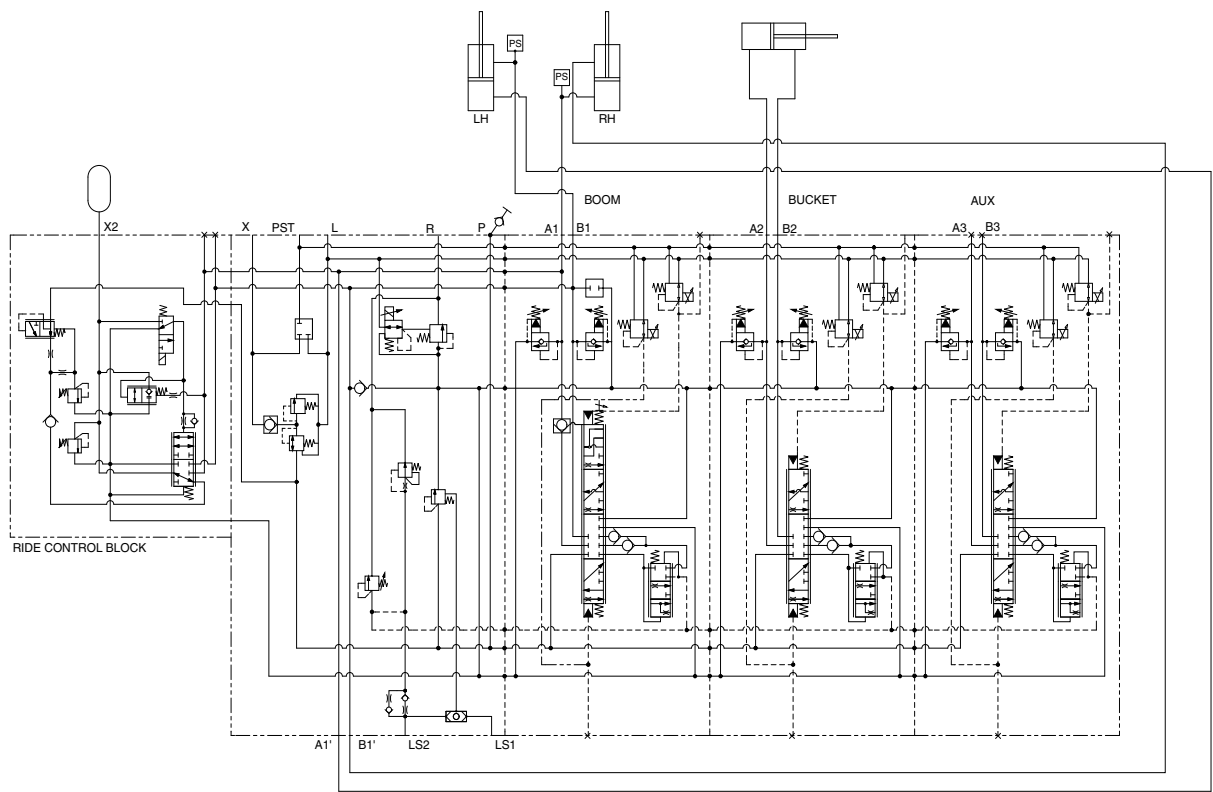 PS
PS
LH
RH
BOOM
BUCKET
AUX
X2
X
PST
L
R
P
A1
B1
A2
B2
A3
B3
RIDE CONTROL BLOCK
A1'
B1'
LS2
LS1